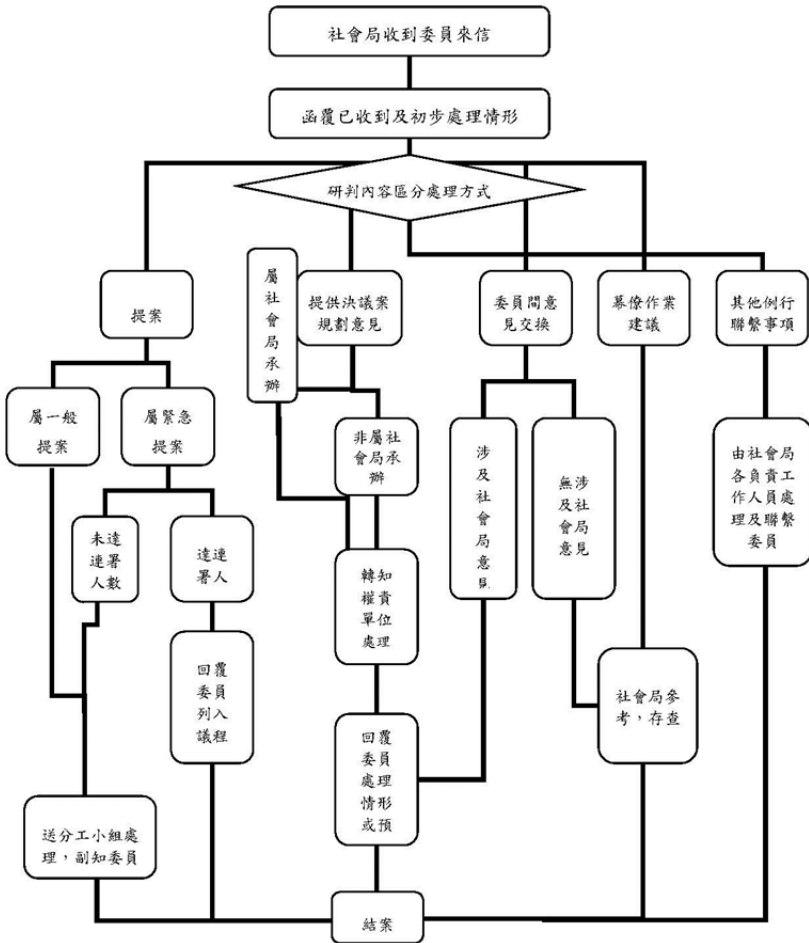 社會局收到委員來信
函覆已收到及初步處理情形
研判內容區分處理方式
提案
屬
社
會
局
承
辦
提供決議案
規劃意見
委員間意
見交換
幕僚作業
建議
其他例行
聯繫事項
屬一般
提案
屬緊急
提案
非屬社
會局承
辦
涉
及
社
會
局
意
見
無涉
及社
會局
意見
由社會局
各負責工
作人員處
理及聯繫
委員
未達
連署
人數
達連
署人
轉知
權責
單位
處理
回覆
委員
列入
議程
社會局參
考，存查
回覆
委員
處理
情形
或預
送分工小組處
理，副知委員
結案